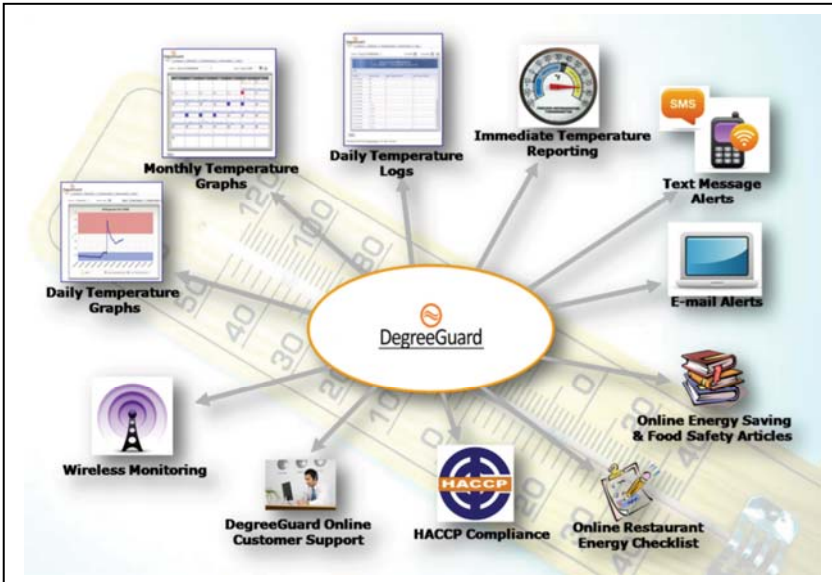 Monthly Temperature
Graphs
Daily Temperature
Logs
Immediate Temperature
Reporting
SMS
Text Message
Alerts
Daily Temperature
Graphs
DegreeGuard
E-mail Alerts
Online Energy Saving
& Food Safety Articles
Wireless Monitoring
DegreeGuard Online
Customer Support
HACCP
HACCP Compliance
Online Restaurant
Energy Checklist